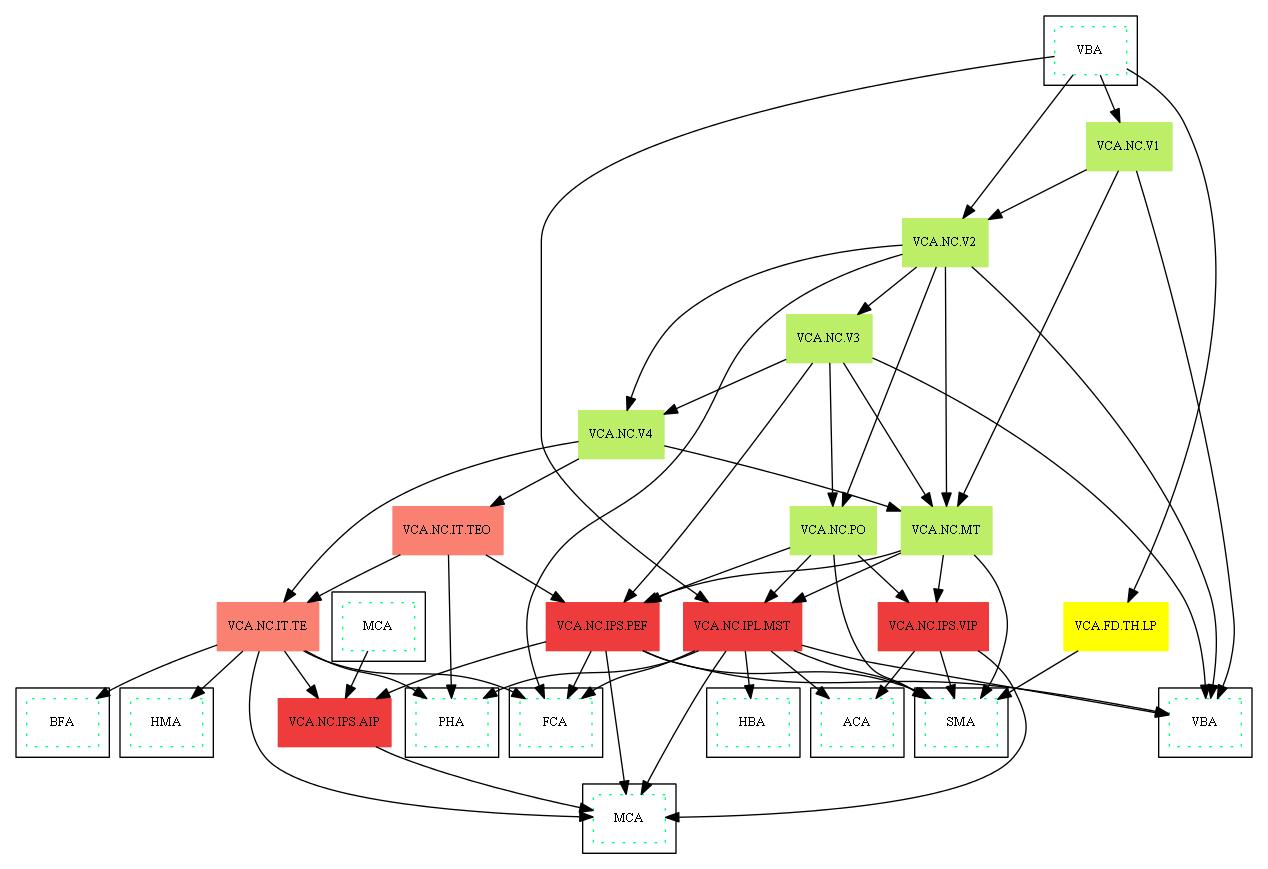 VBA
VCA.NC.V1
VCA.NC.V2
VCA.NC.V3
VCA.NC.V4
VCA.NC.IT.TEO
VCA.NC.PO
VCA.NC.MT
VCA.NC.IT.TE
MCA
VCA.NC.IPS.PEF
VCA.NC.IPL.MST
VCA.NC.IPS.VIP
VCA.FD.TH.LP
BFA
HMA
VCA.NC.IPS.AIP
PHA
FCA
HBA
ACA
SMA
VBA
MCA